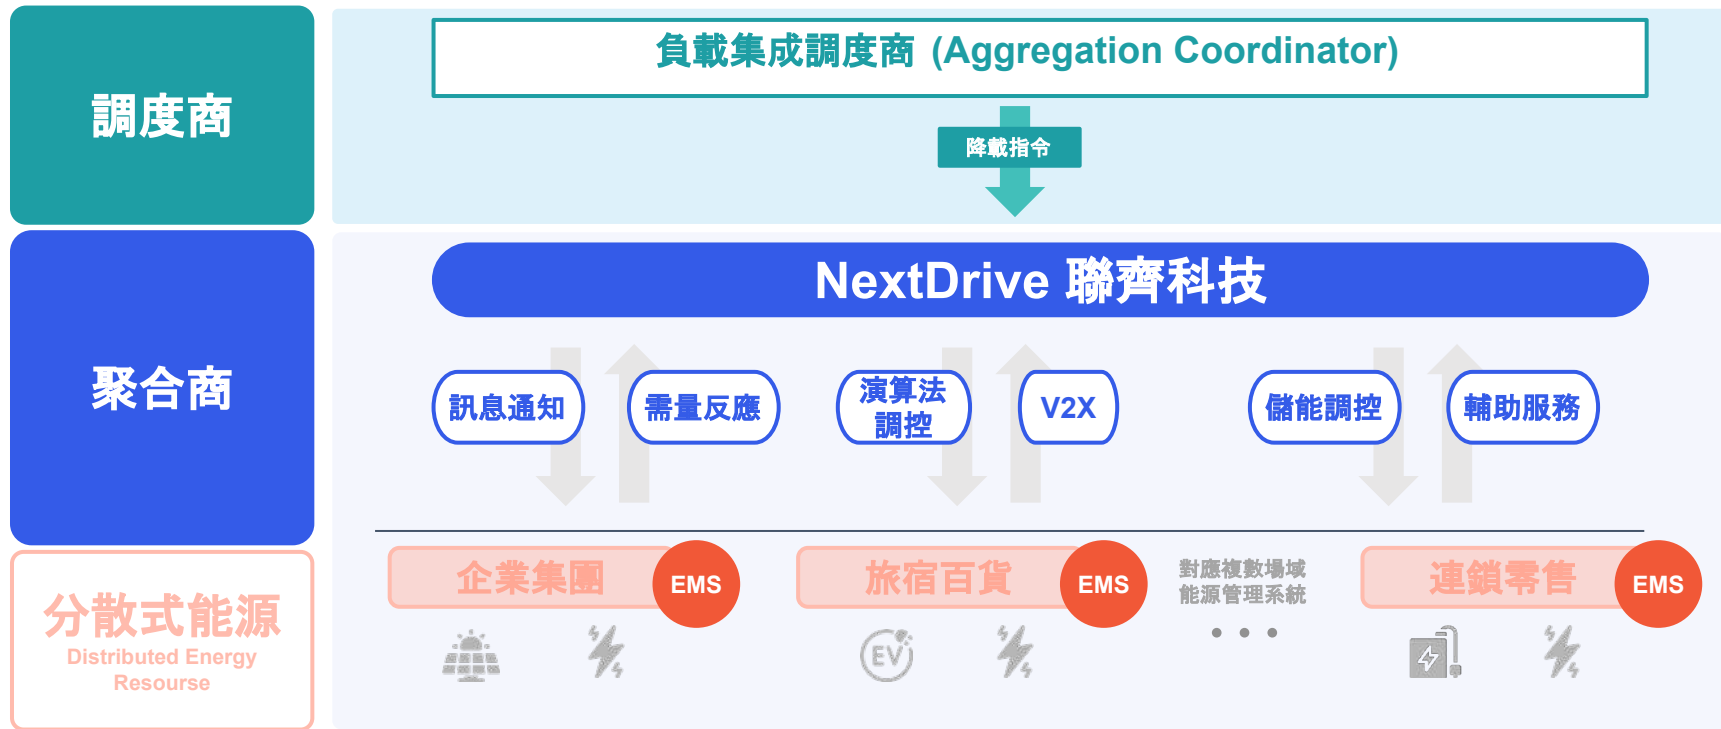 調度商
負載集成調度商 (Aggregation Coordinator)
降載指令
聚合商
NextDrive 聯齊科技
訊息通知
需量反應
演算法
調控
V2X
儲能調控
輔助服務
分散式能源
Distributed Energy
Resourse
企業集團
EMS
旅宿百貨
EMS
對應複數場域
能源管理系統
• • •
連鎖零售
EMS
EV